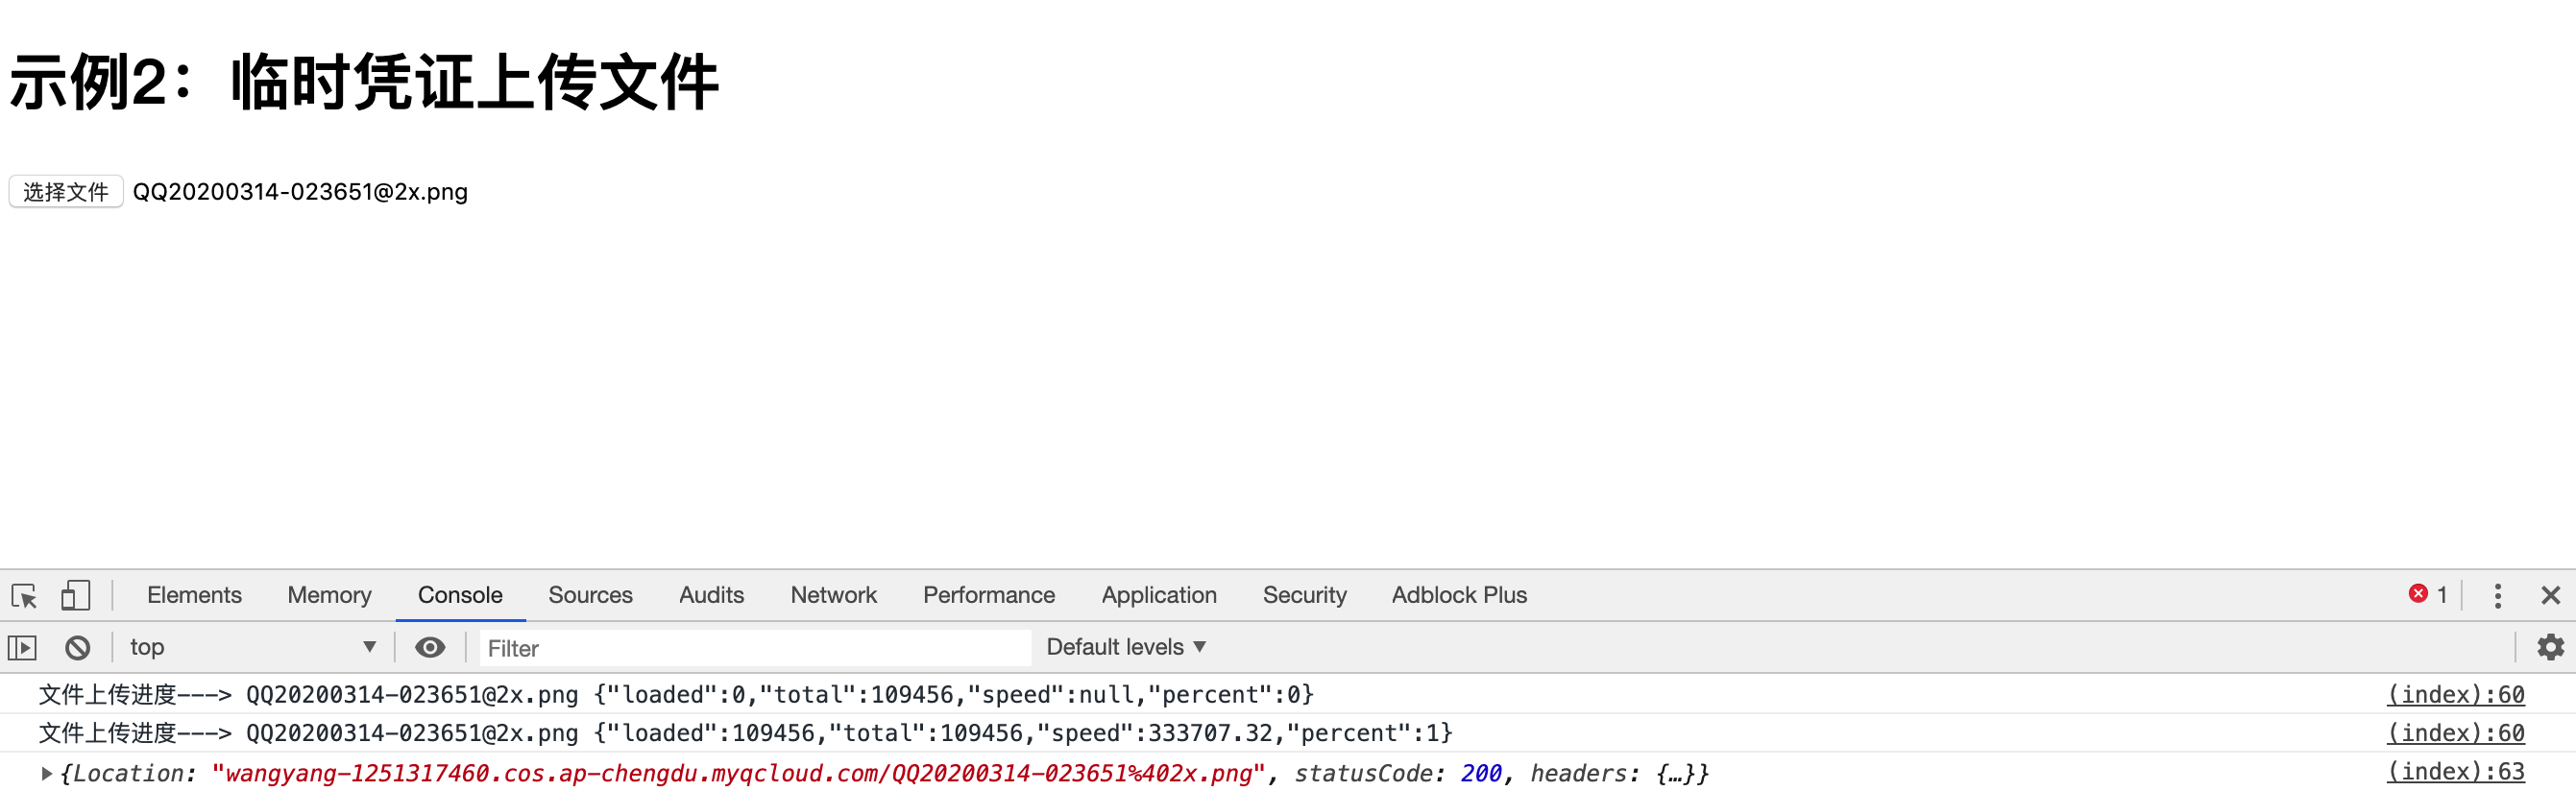 示例2：临时凭证上传文件
选择文件 QQ20200314-023651@2x.png
Elements Memory Console Sources Audits Network Performance Application Security Adblock Plus 1
top Filter Default levels
文件上传进度---> QQ20200314-023651@2x.png {"loaded":0,"total":109456,"speed":null,"percent":0} (index):60
文件上传进度---> QQ20200314-023651@2x.png {"loaded":109456,"total":109456,"speed":333707.32,"percent":1} (index):60
{Location: "wangyang-1251317460.cos.ap-chengdu.myqcloud.com/QQ20200314-023651%402x.png", statusCode: 200, headers: {…}} (index):63